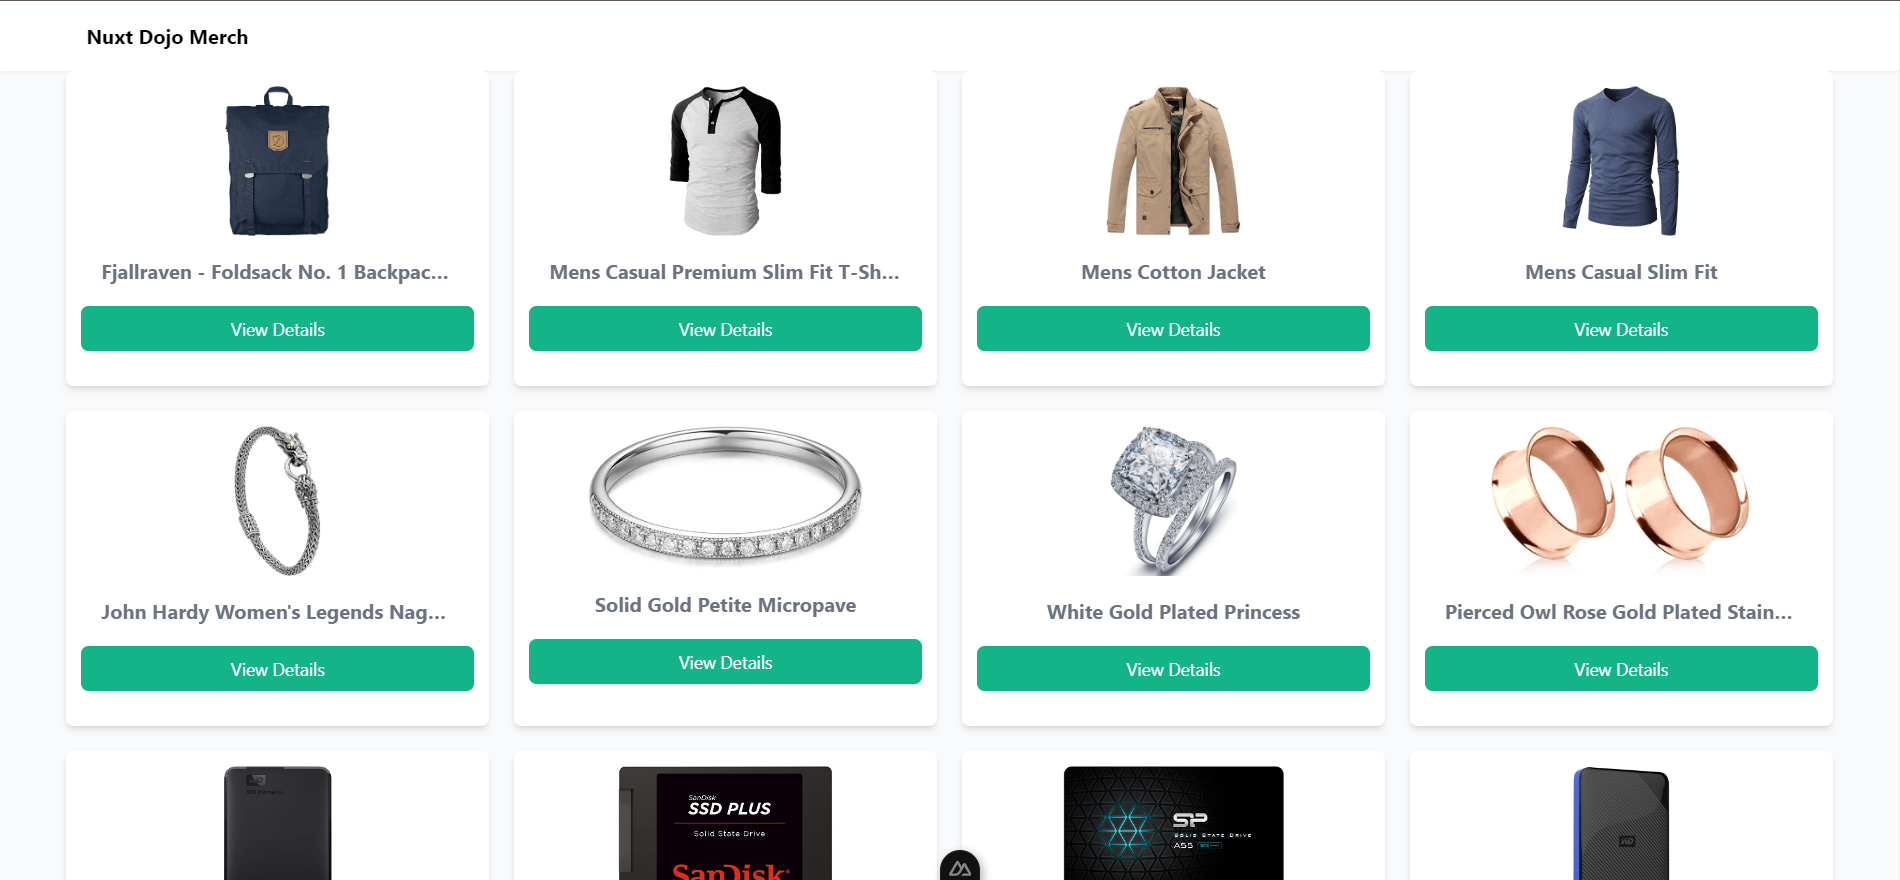 Nuxt Dojo Merch
Fjallraven - Foldsack No. 1 Backpac...
Mens Casual Premium Slim Fit T-Sh...
Mens Cotton Jacket
Mens Casual Slim Fit
View Details
View Details
View Details
View Details
John Hardy Women's Legends Nag...
Solid Gold Petite Micropave
White Gold Plated Princess
Pierced Owl Rose Gold Plated Stain...
View Details
View Details
View Details
View Details
WD
SanDisk
SSD PLUS
Solid State Drive
SanDisk
SP
SOLID STATE DRIVE
A55
WD